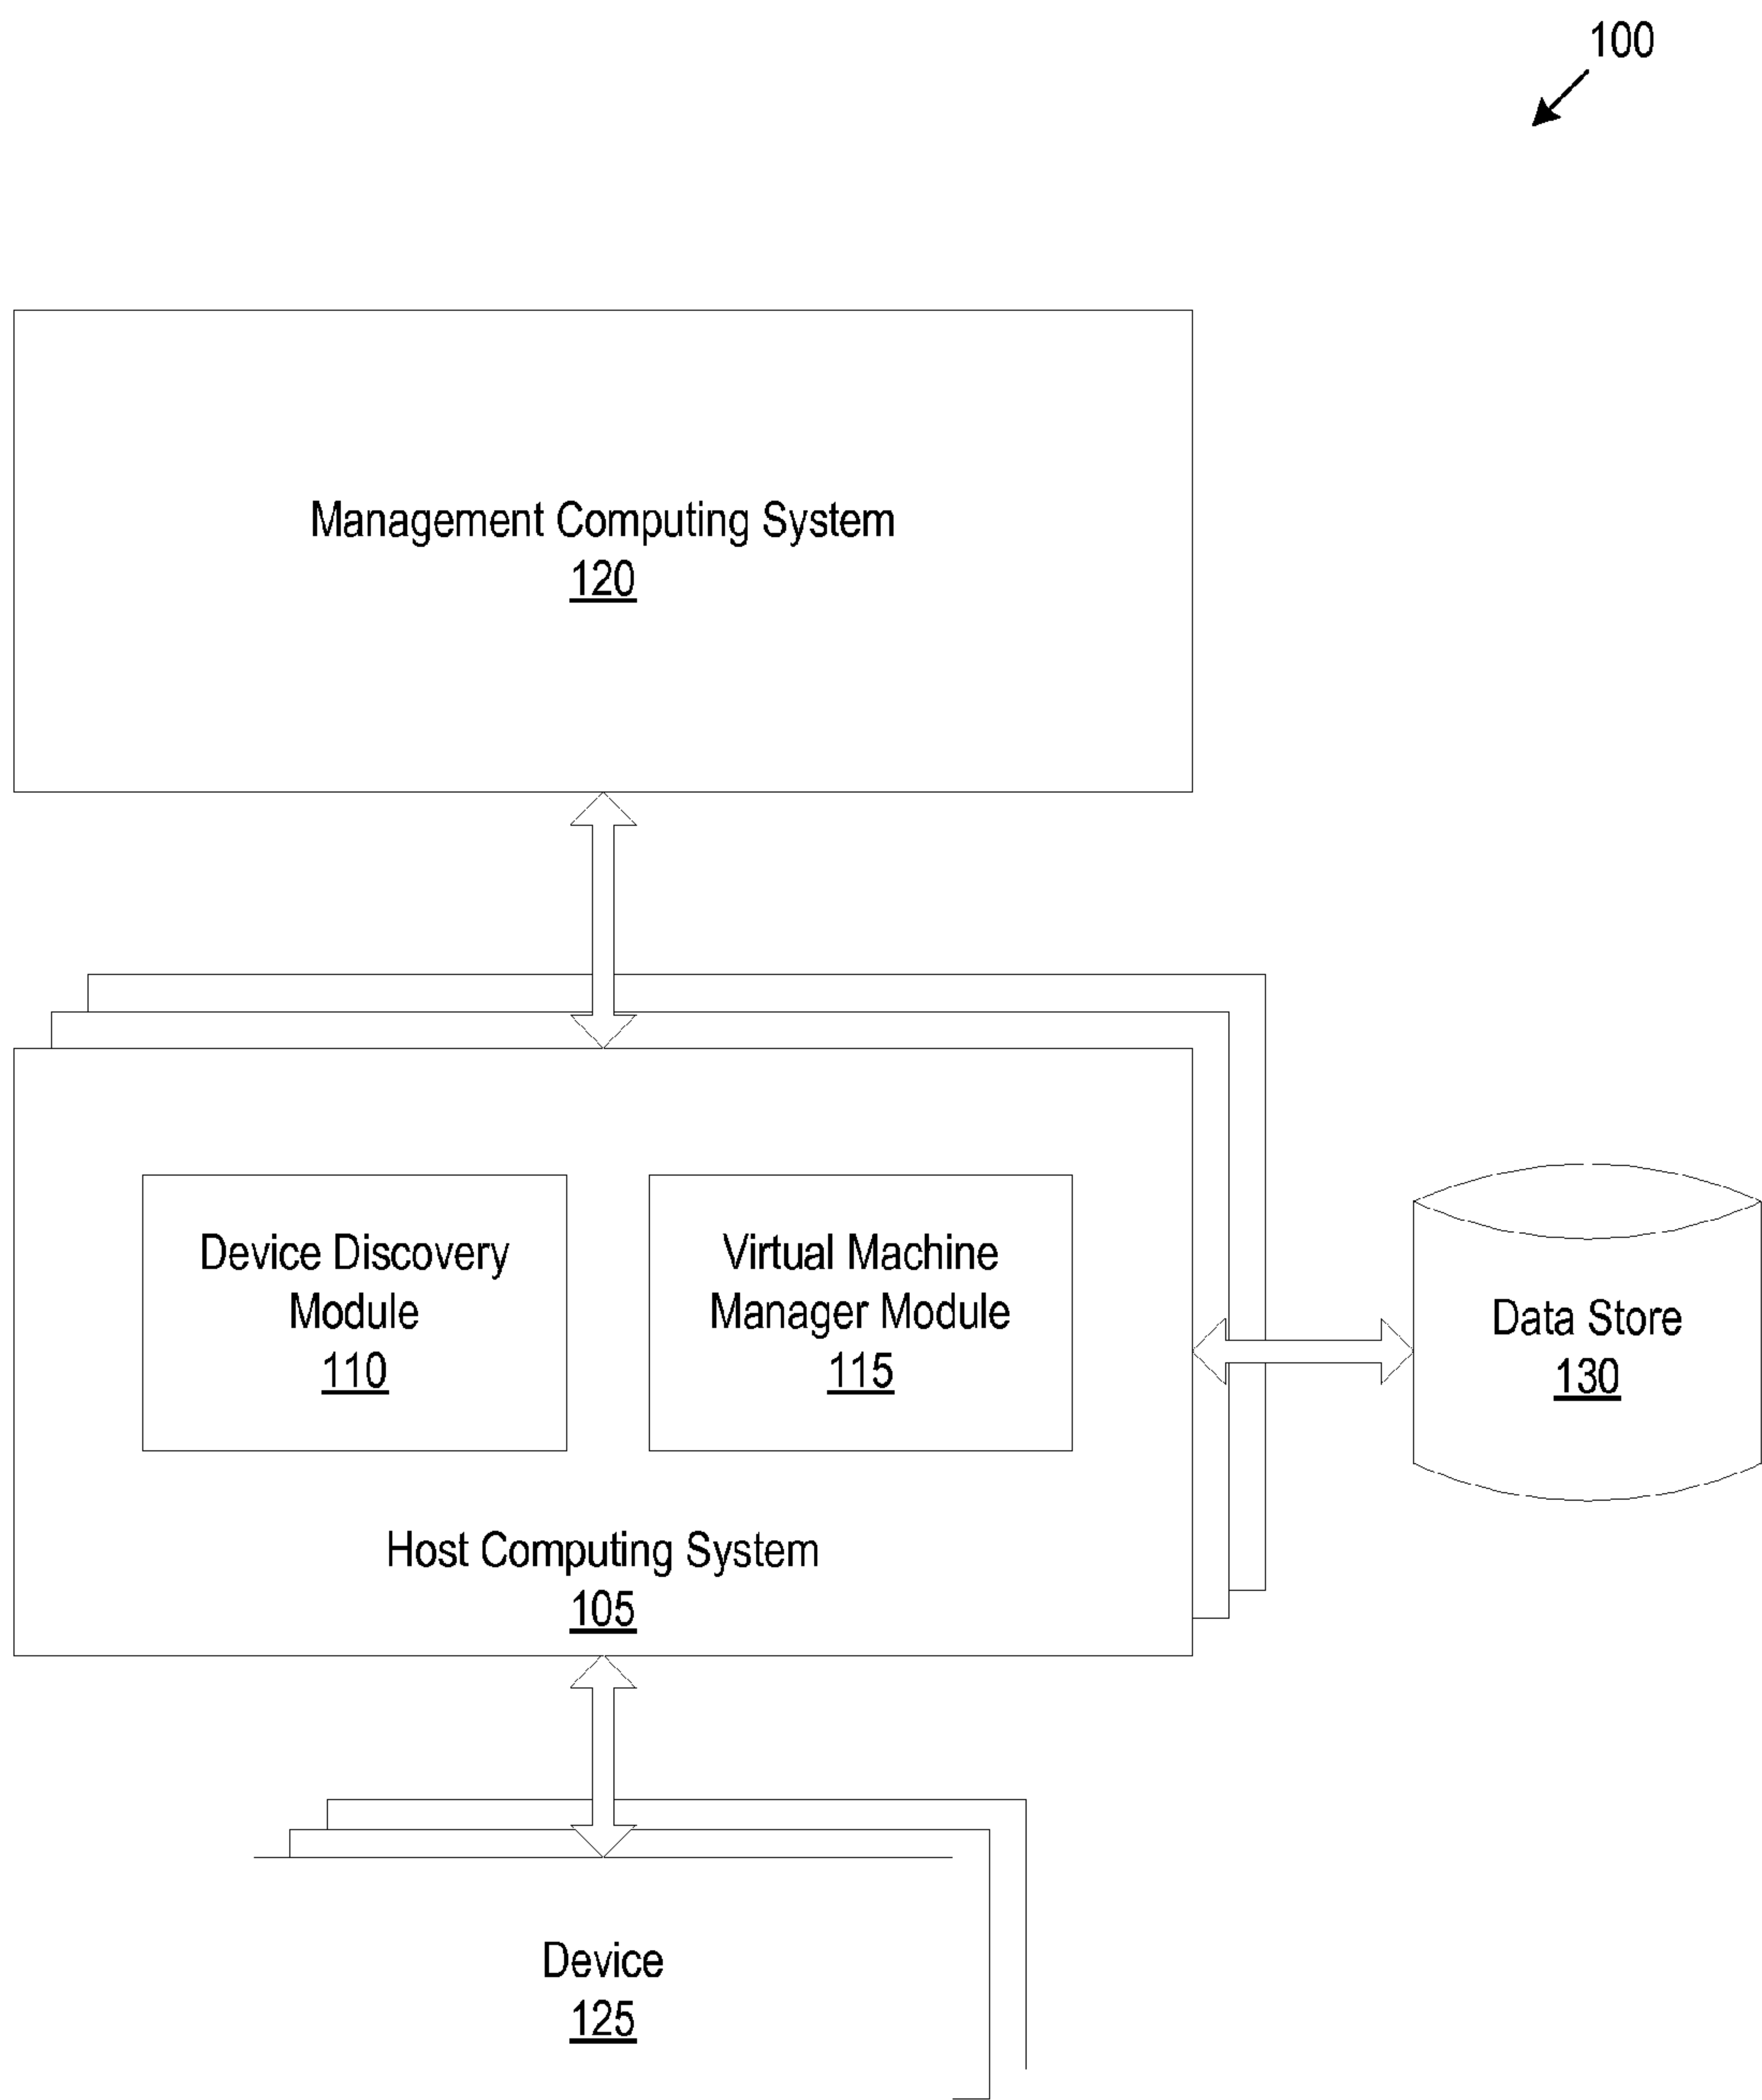 100
Management Computing System
120
Device Discovery
Module
110
Virtual Machine
Manager Module
115
Host Computing System
105
Data Store
130
Device
125